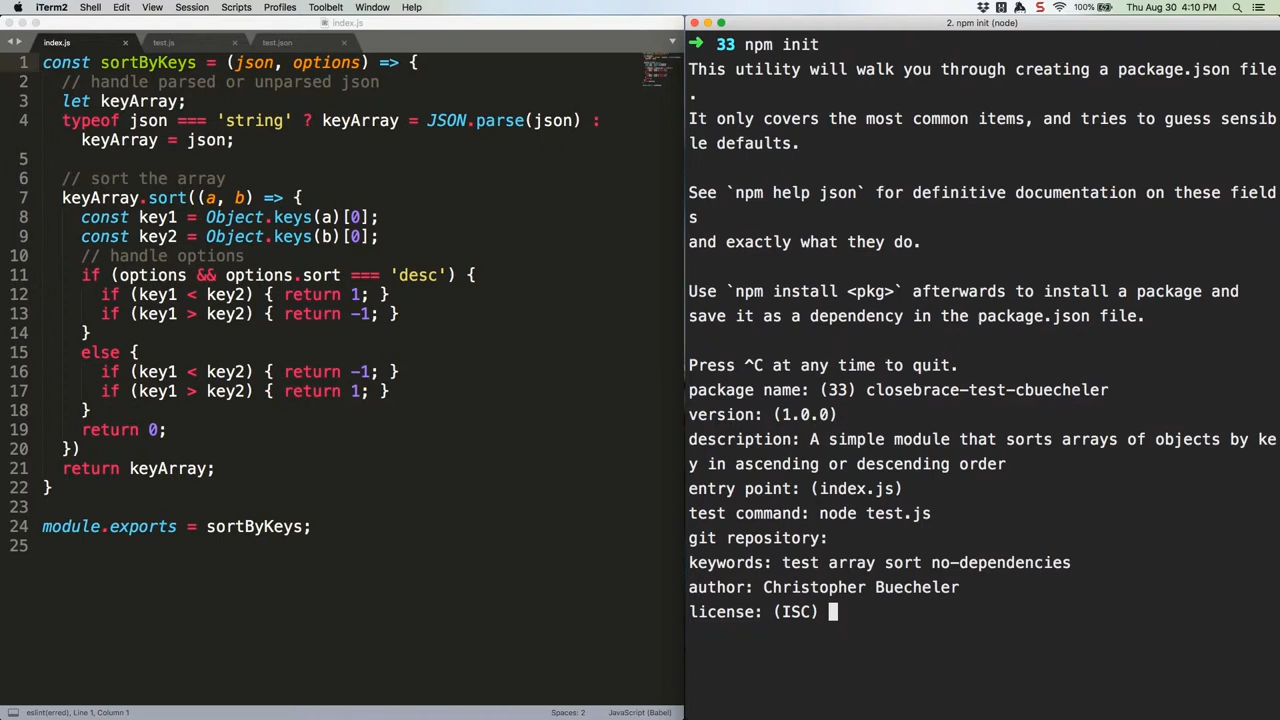 iTerm2 Shell Edit View Session Scripts Profiles Toolbelt Window Help 100% Thu Aug 30 4:10 PM
index.js
2. npm init (node)
index.js × test.js × test.json ×
1 const sortByKeys = (json, options) => {
2 // handle parsed or unparsed json
3 let keyArray;
4 typeof json === 'string' ? keyArray = JSON.parse(json) :
keyArray = json;
5
6 // sort the array
7 keyArray.sort((a, b) => {
8 const key1 = Object.keys(a)[0];
9 const key2 = Object.keys(b)[0];
10 // handle options
11 if (options && options.sort === 'desc') {
12 if (key1 < key2) { return 1; }
13 if (key1 > key2) { return -1; }
14 }
15 else {
16 if (key1 < key2) { return -1; }
17 if (key1 > key2) { return 1; }
18 }
19 return 0;
20 })
21 return keyArray;
22 }
23
24 module.exports = sortByKeys;
25
eslint(erred), Line 1, Column 1 Spaces: 2 JavaScript (Babel)
33 npm init
This utility will walk you through creating a package.json file
.
It only covers the most common items, and tries to guess sensib
le defaults.
See `npm help json` for definitive documentation on these field
s
and exactly what they do.
Use `npm install <pkg>` afterwards to install a package and
save it as a dependency in the package.json file.
Press ^C at any time to quit.
package name: (33) closebrace-test-cbuecheler
version: (1.0.0)
description: A simple module that sorts arrays of objects by ke
y in ascending or descending order
entry point: (index.js)
test command: node test.js
git repository:
keywords: test array sort no-dependencies
author: Christopher Buecheler
license: (ISC)